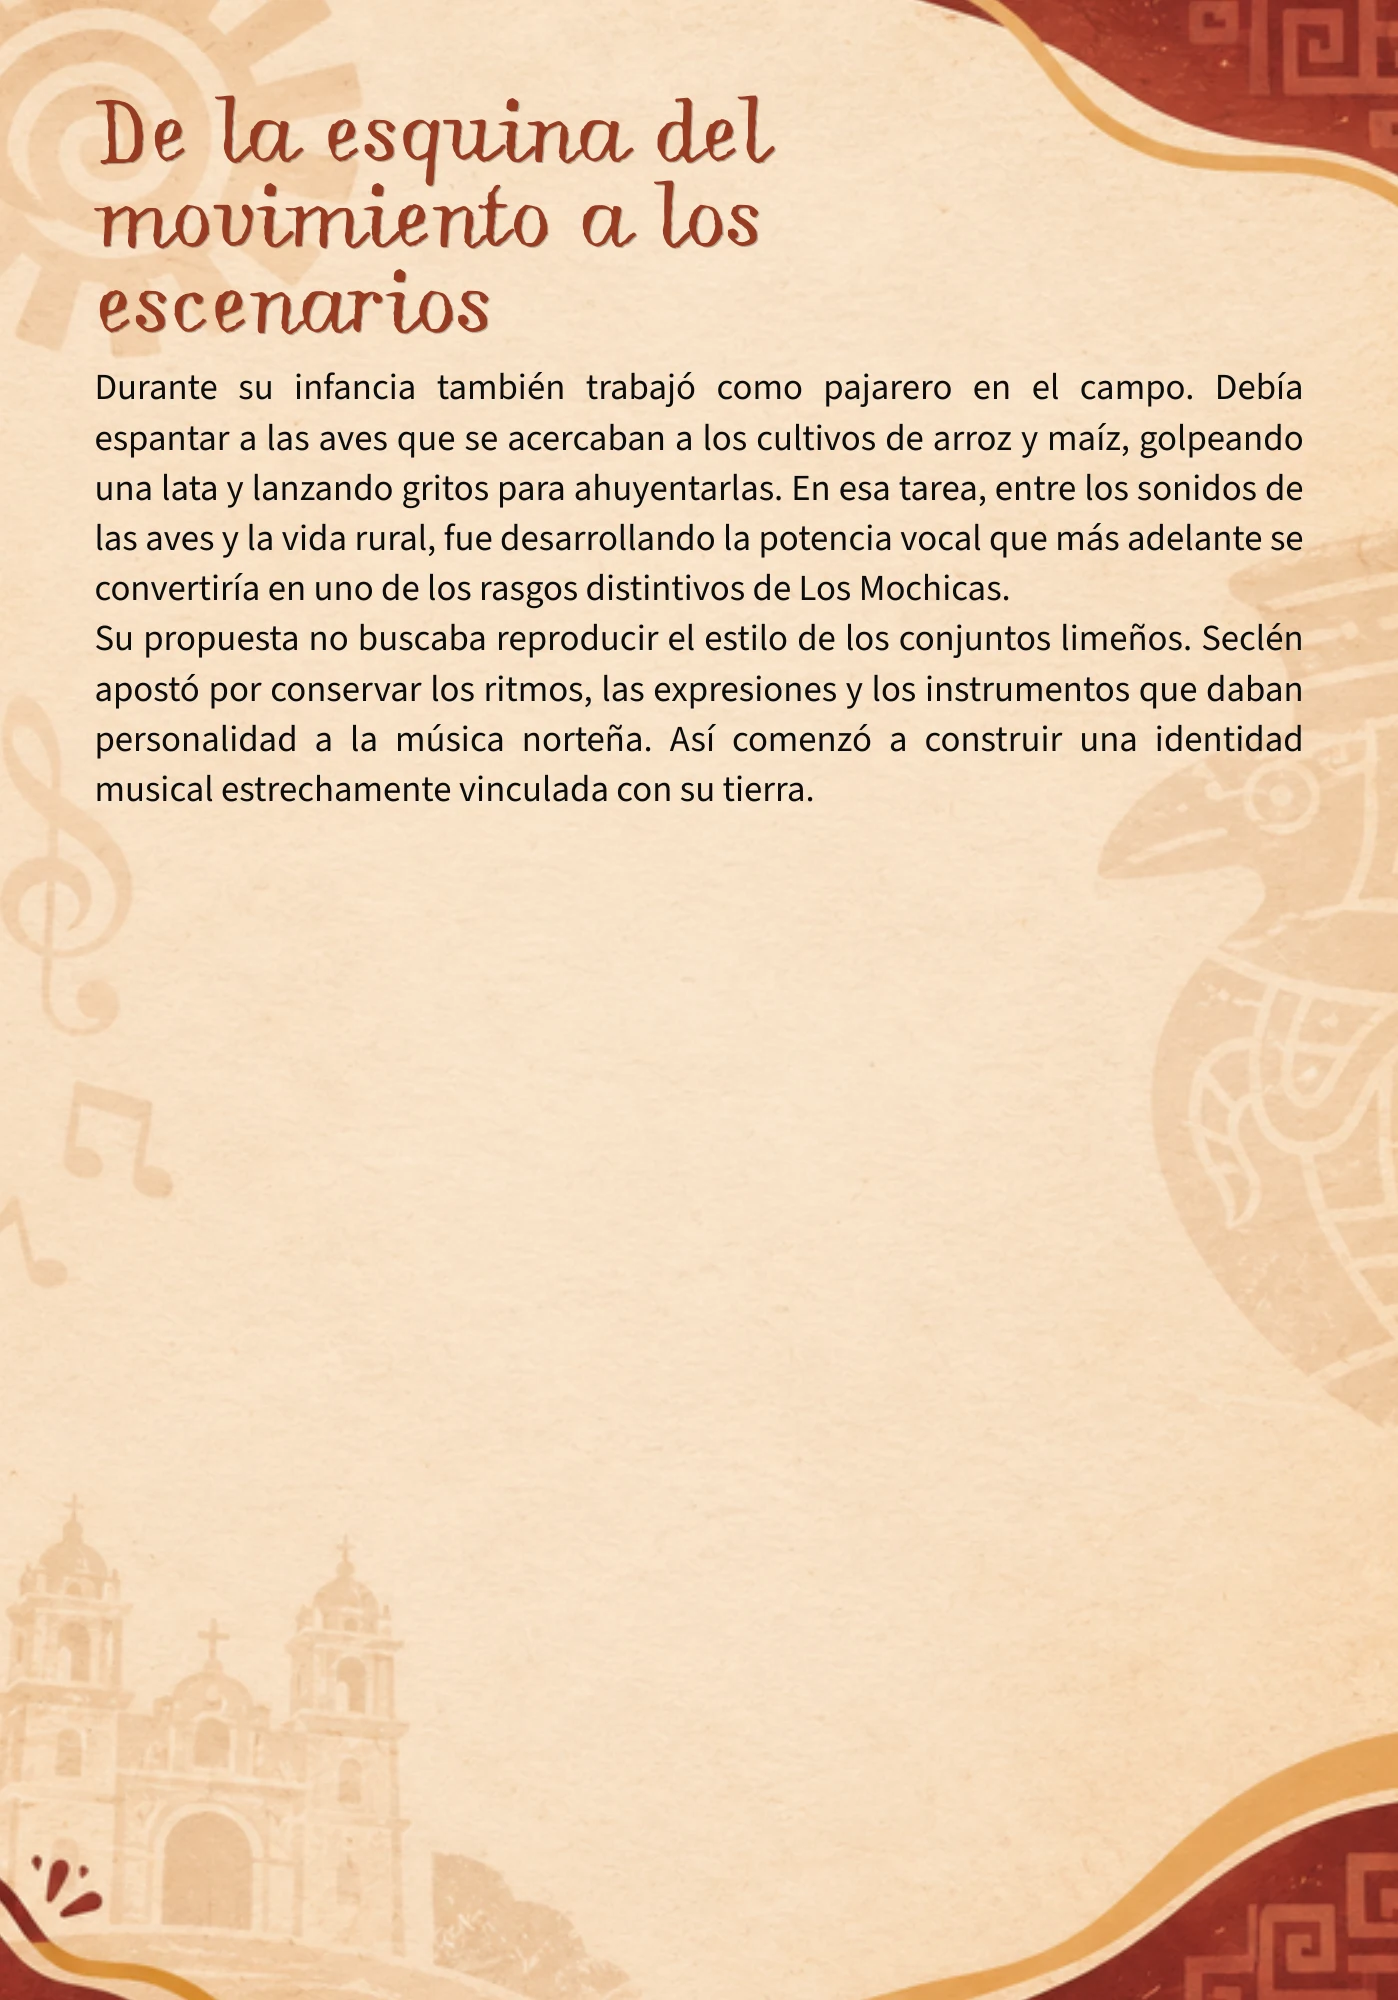 De la esquina del
movimiento a los
escenarios
Durante su infancia también trabajó como pajarero en el campo. Debía
espantar a las aves que se acercaban a los cultivos de arroz y maíz, golpeando
una lata y lanzando gritos para ahuyentarlas. En esa tarea, entre los sonidos de
las aves y la vida rural, fue desarrollando la potencia vocal que más adelante se
convertiría en uno de los rasgos distintivos de Los Mochicas.
Su propuesta no buscaba reproducir el estilo de los conjuntos limeños. Seclén
apostó por conservar los ritmos, las expresiones y los instrumentos que daban
personalidad a la música norteña. Así comenzó a construir una identidad
musical estrechamente vinculada con su tierra.